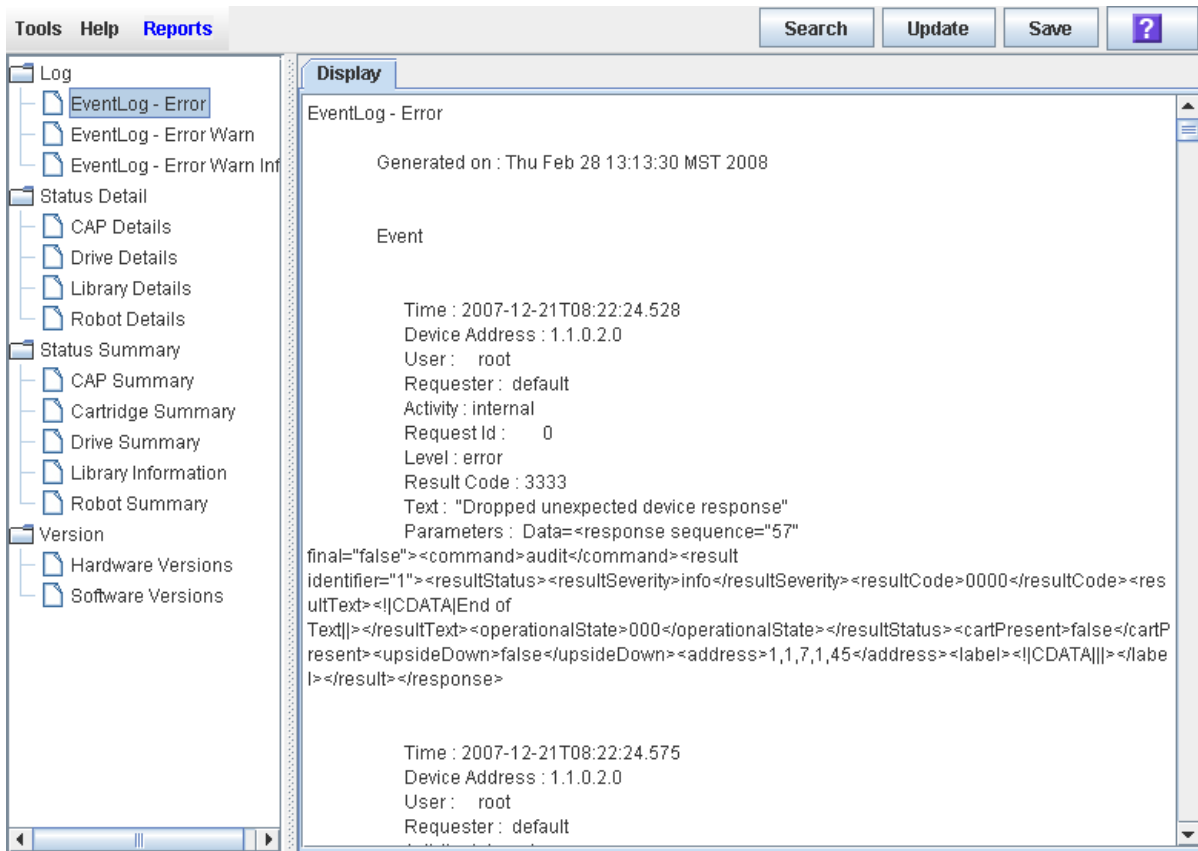 Tools Help Reports
Search Update Save ?
Log
EventLog - Error
EventLog - Error Warn
EventLog - Error Warn Inf
Status Detail
CAP Details
Drive Details
Library Details
Robot Details
Status Summary
CAP Summary
Cartridge Summary
Drive Summary
Library Information
Robot Summary
Version
Hardware Versions
Software Versions
Display
EventLog - Error
Generated on : Thu Feb 28 13:13:30 MST 2008
Event
Time : 2007-12-21T08:22:24.528
Device Address : 1.1.0.2.0
User : root
Requester : default
Activity : internal
Request Id : 0
Level : error
Result Code : 3333
Text : "Dropped unexpected device response"
Parameters : Data=<response sequence="57"
final="false"><command>audit</command><result
identifier="1"><resultStatus><resultSeverity>info</resultSeverity><resultCode>0000</resultCode><res
ultText><!|CDATA|End of
Text||></resultText><operationalState>000</operationalState></resultStatus><cartPresent>false</cartP
resent><upsideDown>false</upsideDown><address>1,1,7,1,45</address><label><!|CDATA|||></labe
l></result></response>
Time : 2007-12-21T08:22:24.575
Device Address : 1.1.0.2.0
User : root
Requester : default